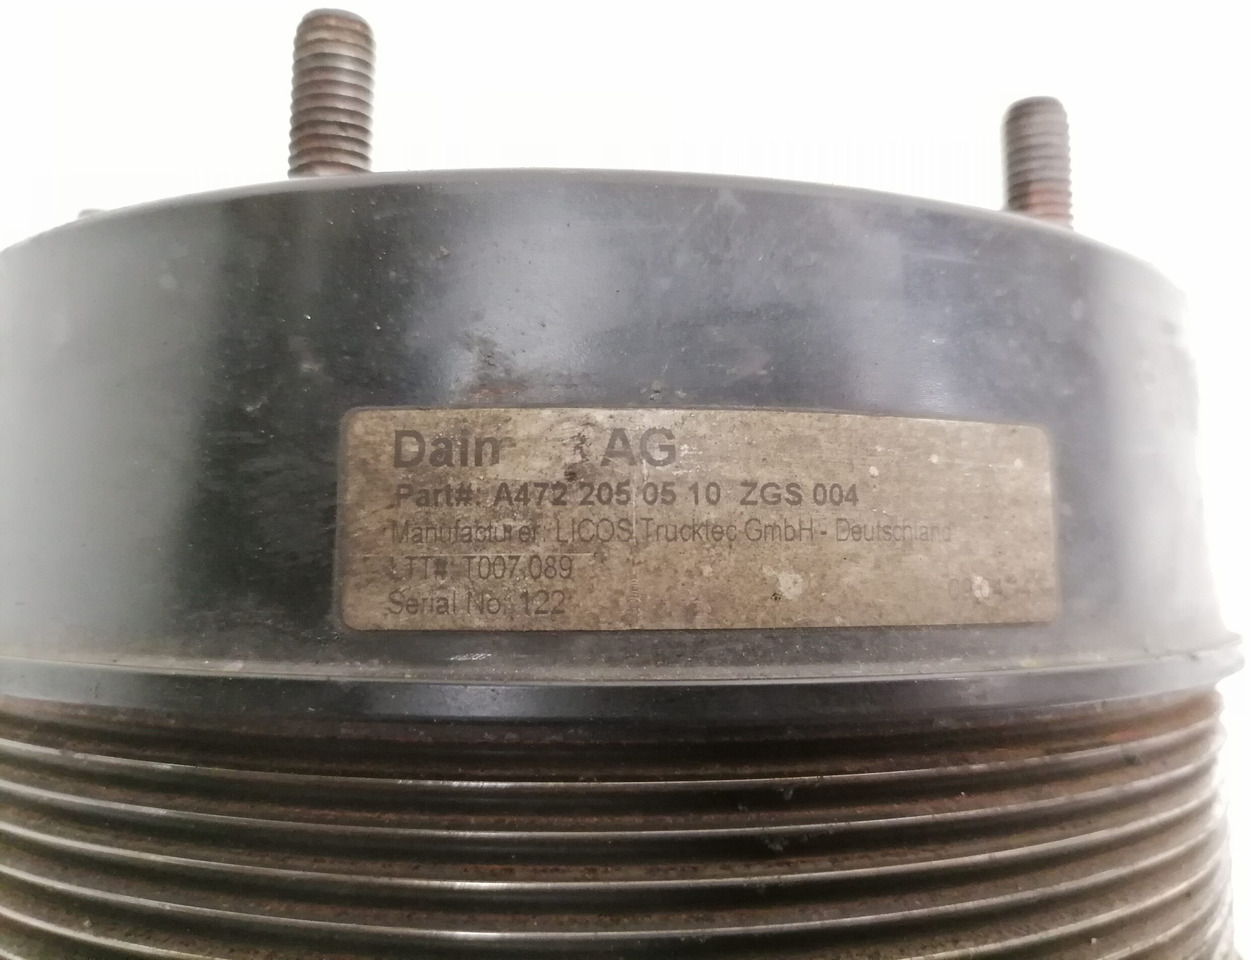 Daim AG
Part#: A472 205 05 10 ZGS 004
Manufacturer: LICOS Trucktec GmbH - Deutschland
LTT#: T007.089
Serial No: 122